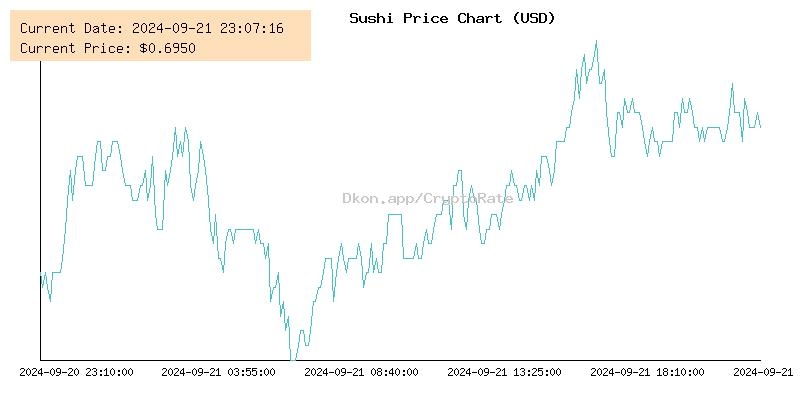 Sushi Price Chart (USD)
Current Date: 2024-09-21 23:07:16
Current Price: $0.6950
Dkon.app/CryptoRate
2024-09-20 23:10:00
2024-09-21 03:55:00
2024-09-21 08:40:00
2024-09-21 13:25:00
2024-09-21 18:10:00
2024-09-21